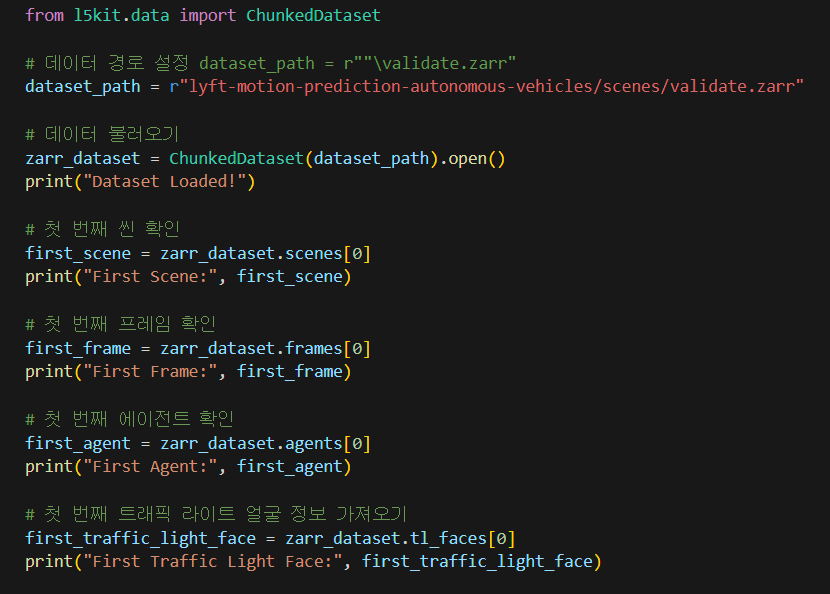 from l5kit.data import ChunkedDataset
# 데이터 경로 설정 dataset_path = r""\validate.zarr"
dataset_path = r"lyft-motion-prediction-autonomous-vehicles/scenes/validate.zarr"
# 데이터 불러오기
zarr_dataset = ChunkedDataset(dataset_path).open()
print("Dataset Loaded!")
# 첫 번째 씬 확인
first_scene = zarr_dataset.scenes[0]
print("First Scene:", first_scene)
# 첫 번째 프레임 확인
first_frame = zarr_dataset.frames[0]
print("First Frame:", first_frame)
# 첫 번째 에이전트 확인
first_agent = zarr_dataset.agents[0]
print("First Agent:", first_agent)
# 첫 번째 트래픽 라이트 얼굴 정보 가져오기
first_traffic_light_face = zarr_dataset.tl_faces[0]
print("First Traffic Light Face:", first_traffic_light_face)